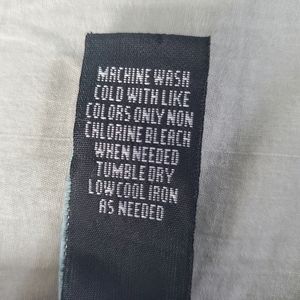 MACHINE WASH
COLD WITH LIKE
COLORS ONLY NON
CHLORINE BLEACH
WHEN NEEDED
TUMBLE DRY
LOW COOL IRON
AS NEEDED